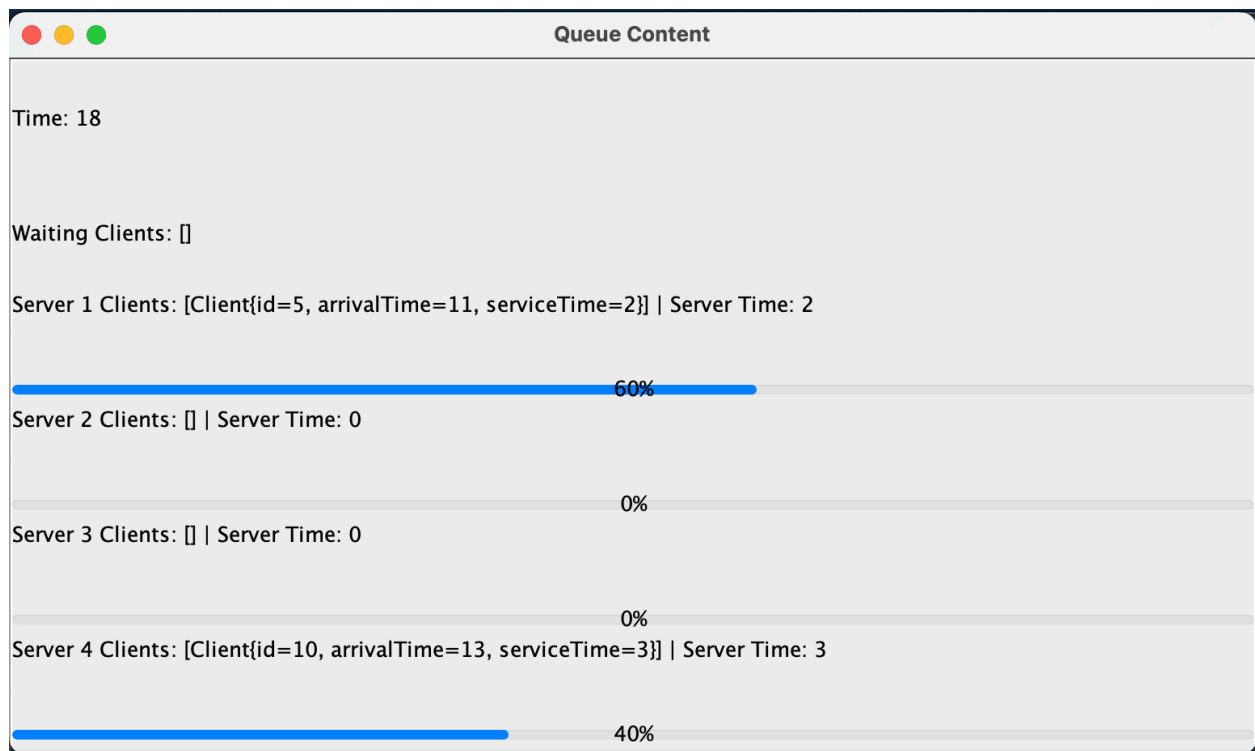 Queue Content
Time: 18
Waiting Clients: []
Server 1 Clients: [Client{id=5, arrivalTime=11, serviceTime=2}] | Server Time: 2
60%
Server 2 Clients: [] | Server Time: 0
0%
Server 3 Clients: [] | Server Time: 0
0%
Server 4 Clients: [Client{id=10, arrivalTime=13, serviceTime=3}] | Server Time: 3
40%